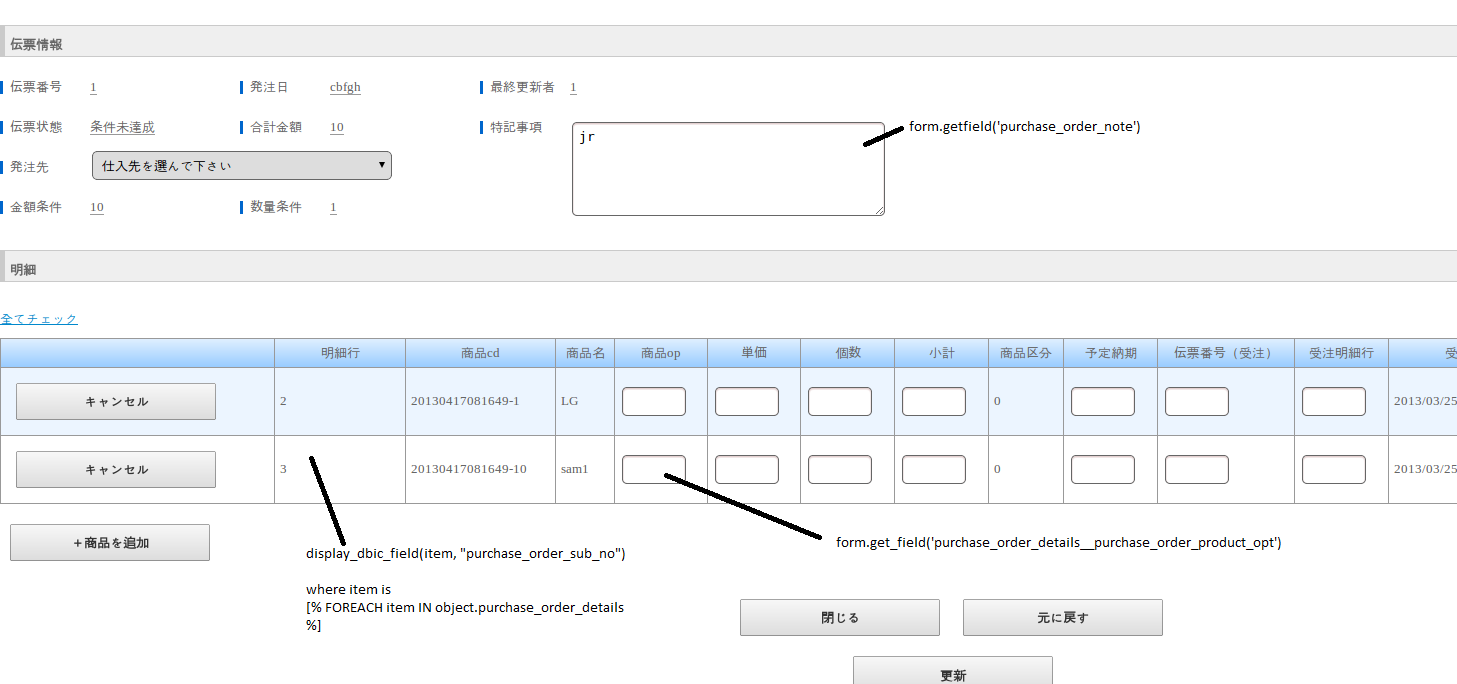 伝票情報
伝票番号 1 発注日 cbfgh 最終更新者 1
伝票状態 条件未達成 合計金額 10 特記事項 jr form.getfield('purchase_order_note')
発注先 仕入先を選んで下さい
金額条件 10 数量条件 1
明細
全てチェック
明細行 商品cd 商品名 商品op 単価 個数 小計 商品区分 予定納期 伝票番号（受注） 受注明細行 受
キャンセル 2 20130417081649-1 LG 0 2013/03/25
キャンセル 3 20130417081649-10 sam1 0 2013/03/25
+商品を追加
form.get_field('purchase_order_details__purchase_order_product_opt')
display_dbic_field(item, "purchase_order_sub_no")
where item is
[% FOREACH item IN object.purchase_order_details
%]
閉じる 元に戻す
更新